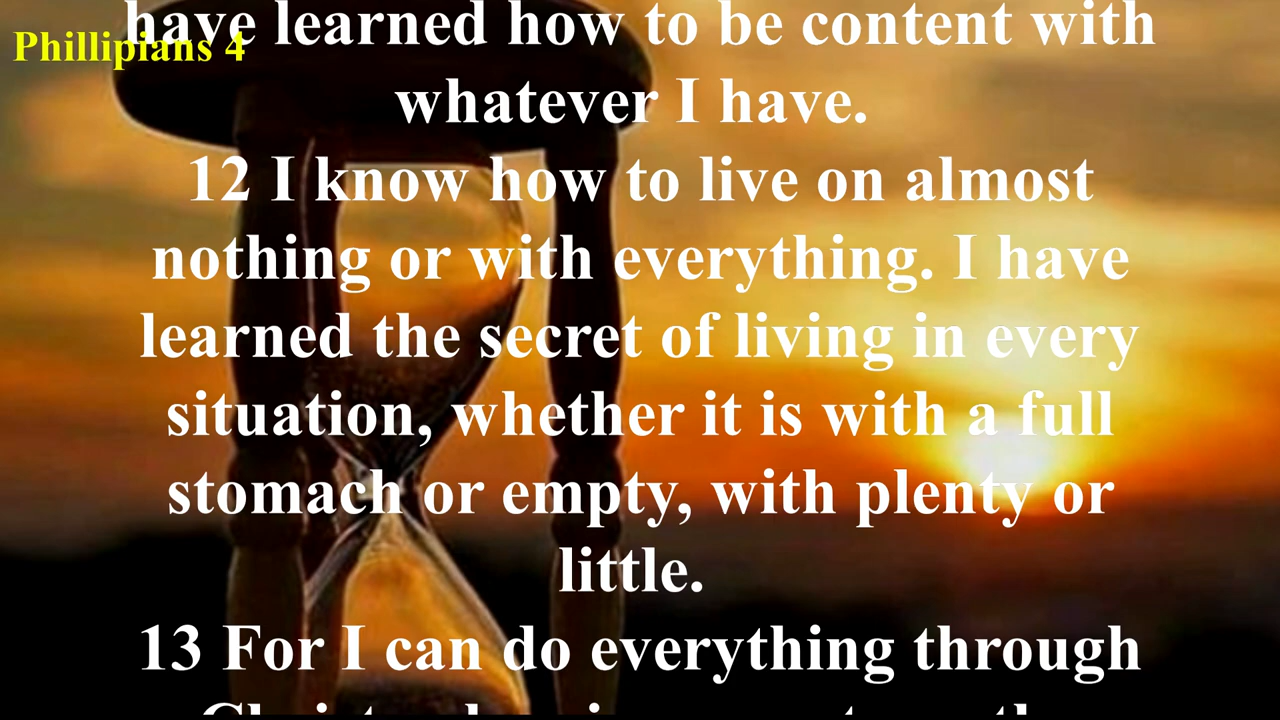 Phillipians 4
have learned how to be content with
whatever I have.
12 I know how to live on almost
nothing or with everything. I have
learned the secret of living in every
situation, whether it is with a full
stomach or empty, with plenty or
little.
13 For I can do everything through